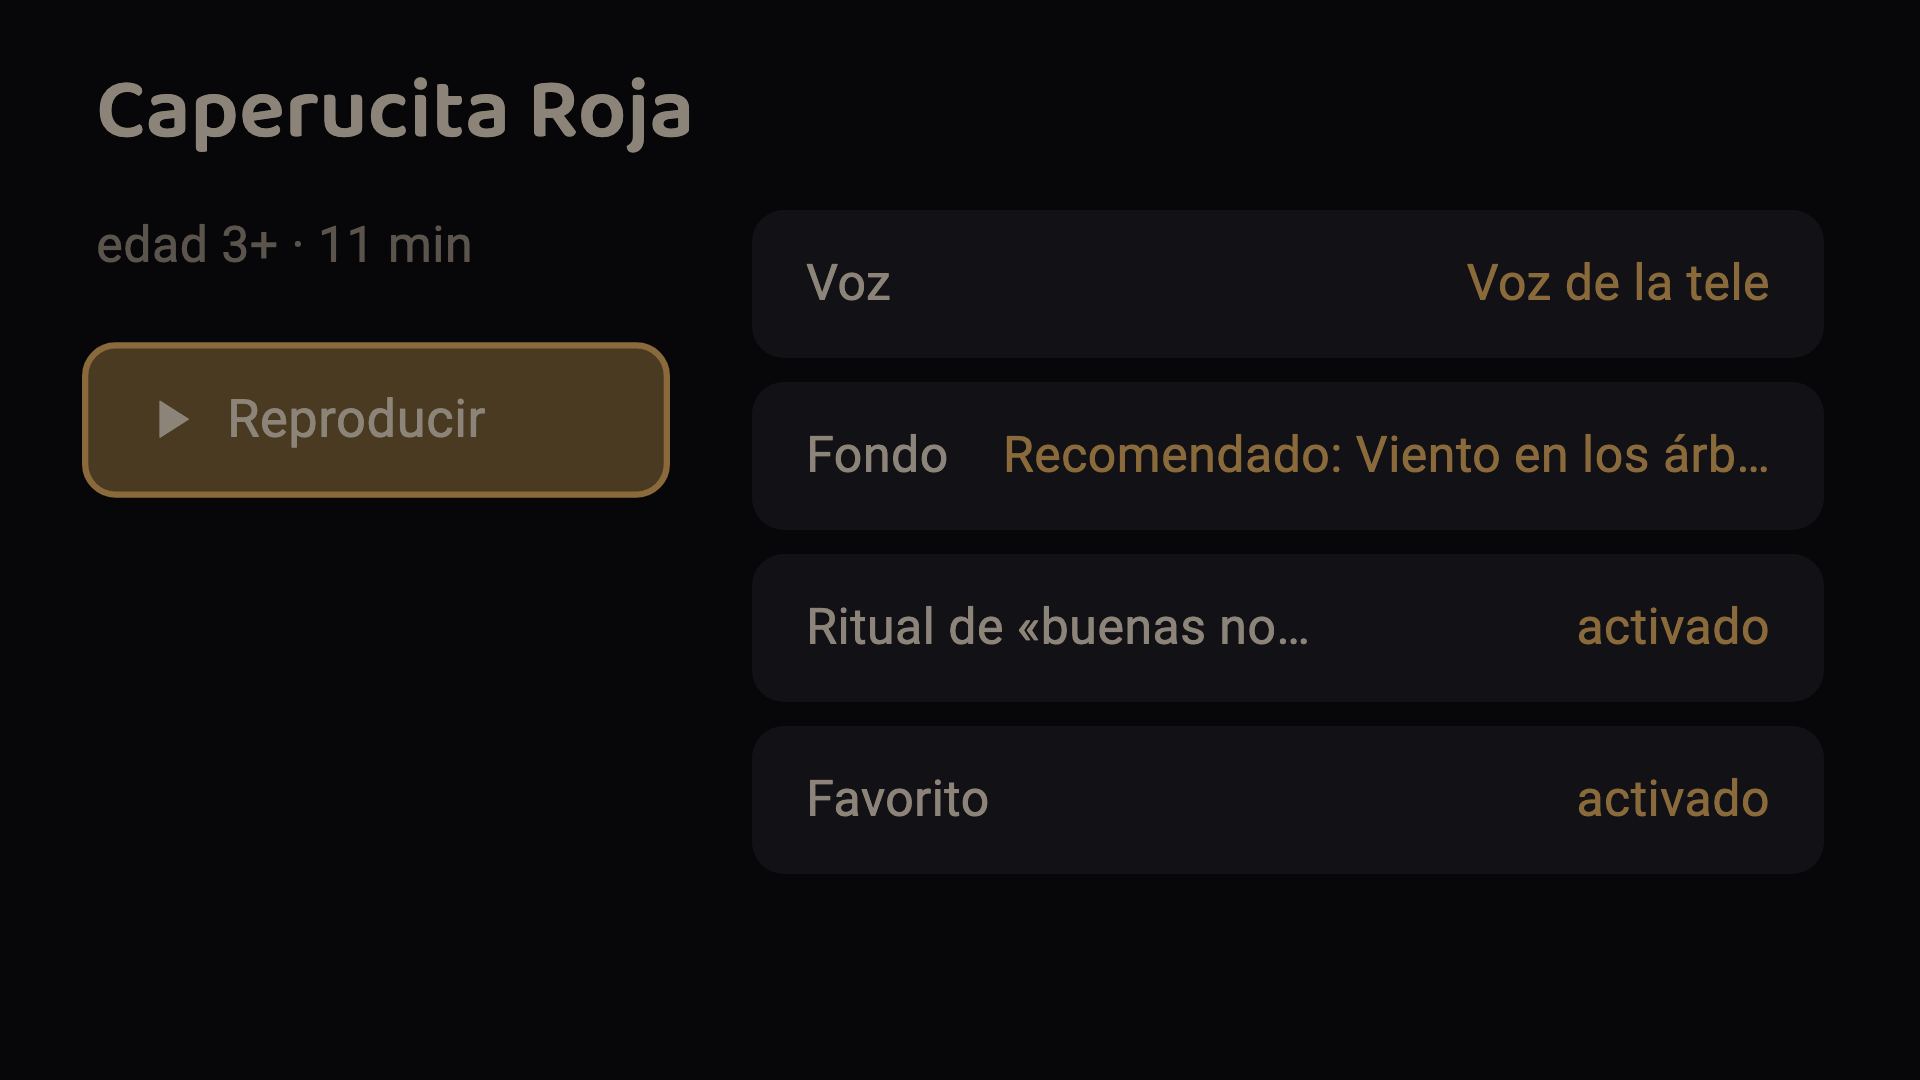 Caperucita Roja
edad 3+ · 11 min
Reproducir
Voz Voz de la tele
Fondo Recomendado: Viento en los árb…
Ritual de «buenas no… activado
Favorito activado